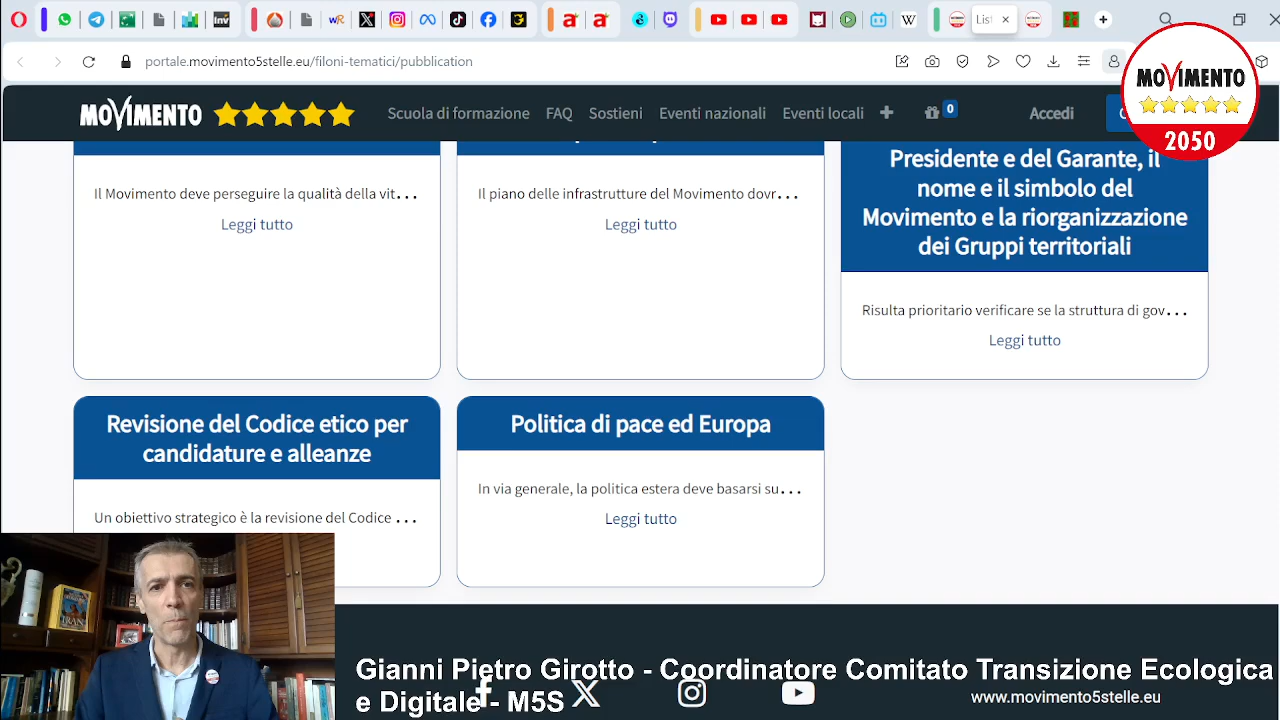 Inv
wR
W
List
portale.movimento5stelle.eu/filoni-tematici/pubblication
MOVIMENTO
Scuola di formazione
FAQ
Sostieni
Eventi nazionali
Eventi locali
0
Accedi
MOVIMENTO
2050
Presidente e del Garante, il
nome e il simbolo del
Movimento e la riorganizzazione
dei Gruppi territoriali
Il Movimento deve perseguire la qualità della vit...
Leggi tutto
Il piano delle infrastrutture del Movimento dovr...
Leggi tutto
Risulta prioritario verificare se la struttura di gov...
Leggi tutto
Revisione del Codice etico per
candidature e alleanze
Un obiettivo strategico è la revisione del Codice ...
Politica di pace ed Europa
In via generale, la politica estera deve basarsi su...
Leggi tutto
Gianni Pietro Girotto - Coordinatore Comitato Transizione Ecologica
e Digitale - M5S
www.movimento5stelle.eu